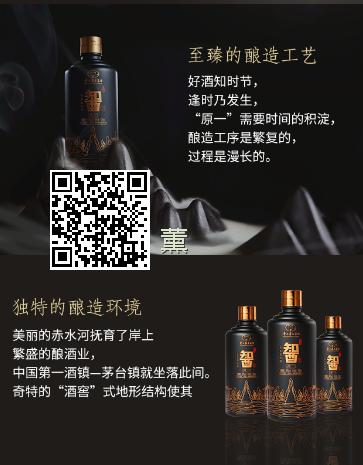 至臻的酿造工艺
好酒知时节，
逢时乃发生，
“原一”需要时间的积淀，
酿造工序是繁复的，
过程是漫长的。
智
薰
独特的酿造环境
美丽的赤水河抚育了岸上
繁盛的酿酒业，
中国第一酒镇—茅台镇就坐落此间。
奇特的“酒窖”式地形结构使其
智